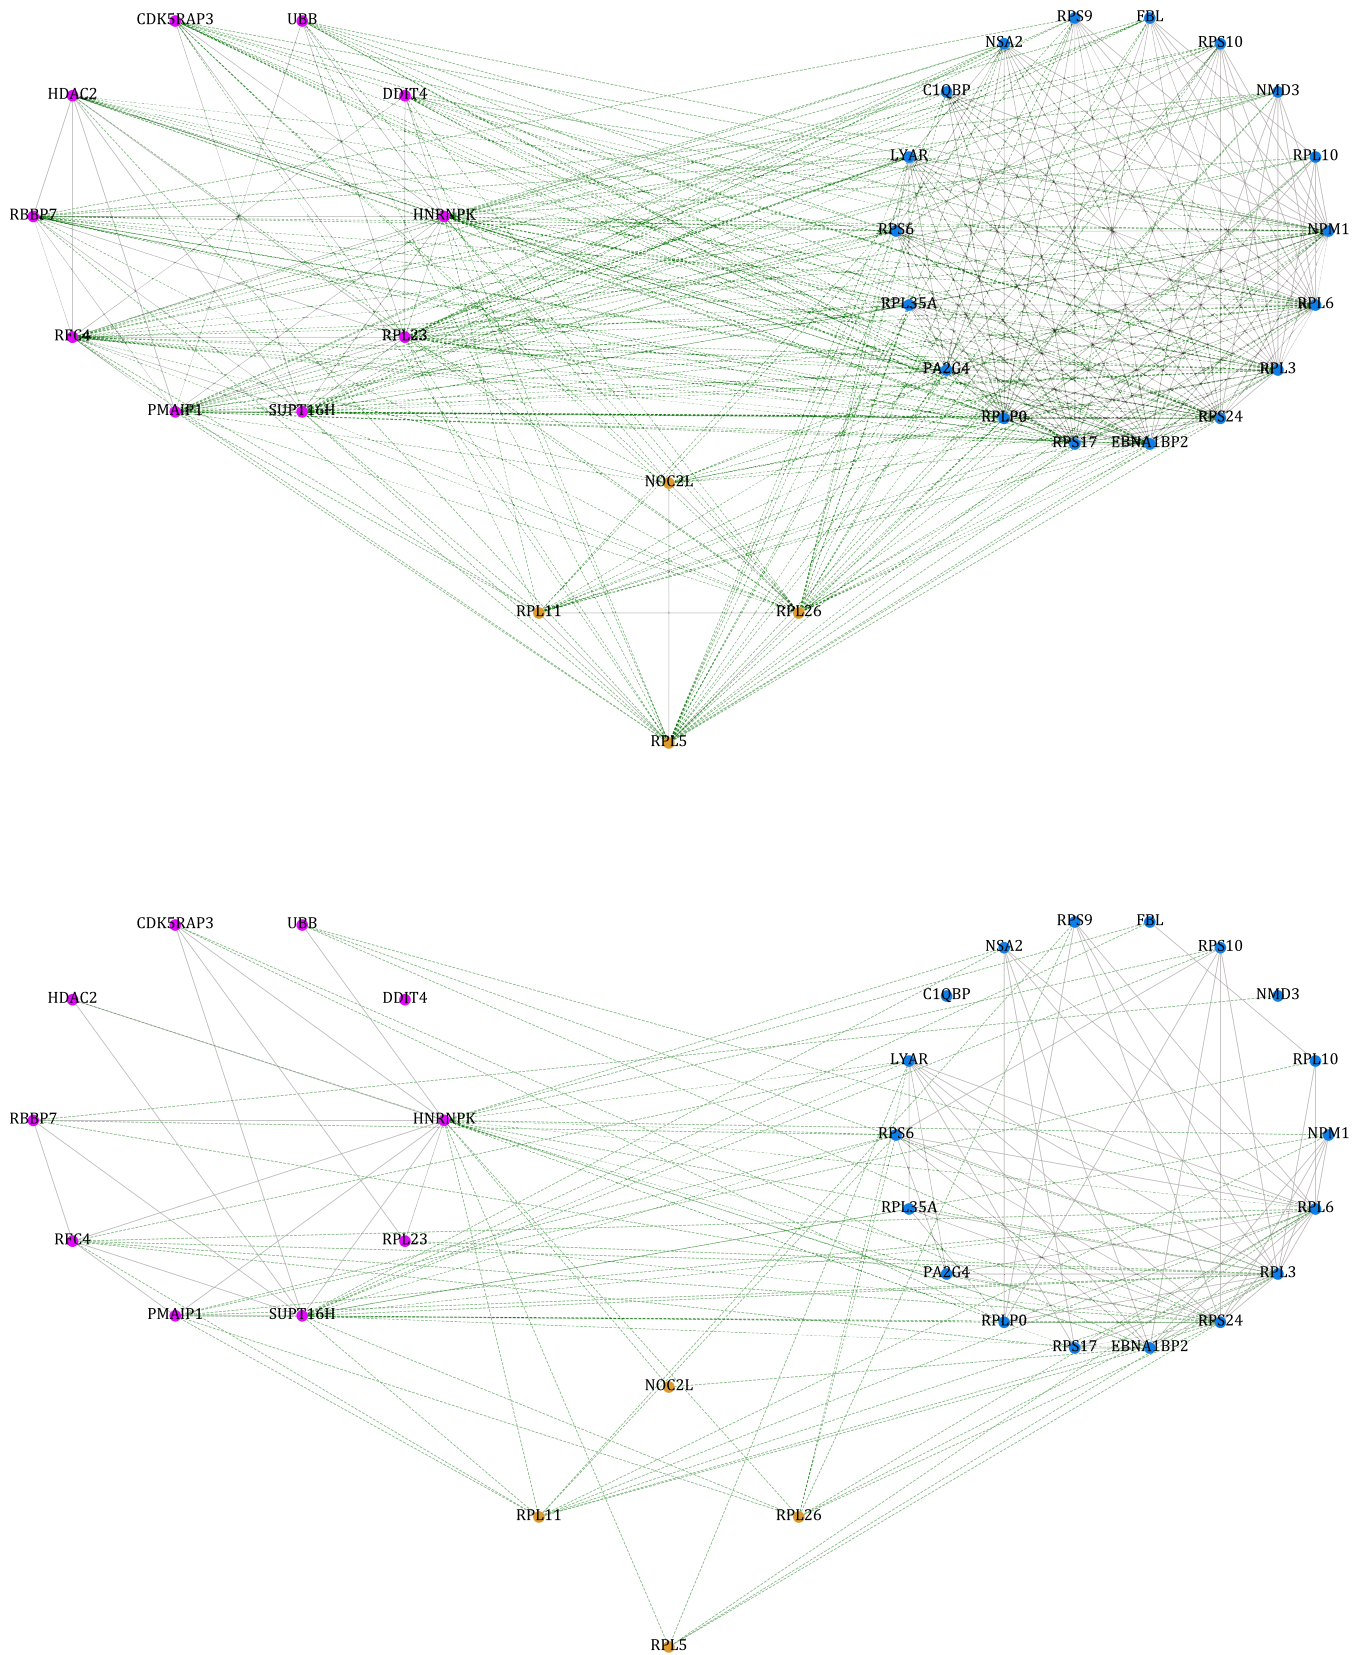 CDK5RAP3 UBB RPS9 FBL
NSA2 RPS10
HDAC2 DDIT4 C1QBP NMD3
LYAR RPL10
RBBP7 HNRNPK RPS6 NPM1
RPL35A RPL6
RFC4 RPL23 PA2G4 RPL3
PMAIP1 SUPT16H RPLP0 RPS24
RPS17 EBNA1BP2
NOC2L
RPL11 RPL26
RPL5
CDK5RAP3 UBB RPS9 FBL
NSA2 RPS10
HDAC2 DDIT4 C1QBP NMD3
LYAR RPL10
RBBP7 HNRNPK RPS6 NPM1
RPL35A RPL6
RFC4 RPL23 PA2G4 RPL3
PMAIP1 SUPT16H RPLP0 RPS24
RPS17 EBNA1BP2
NOC2L
RPL11 RPL26
RPL5